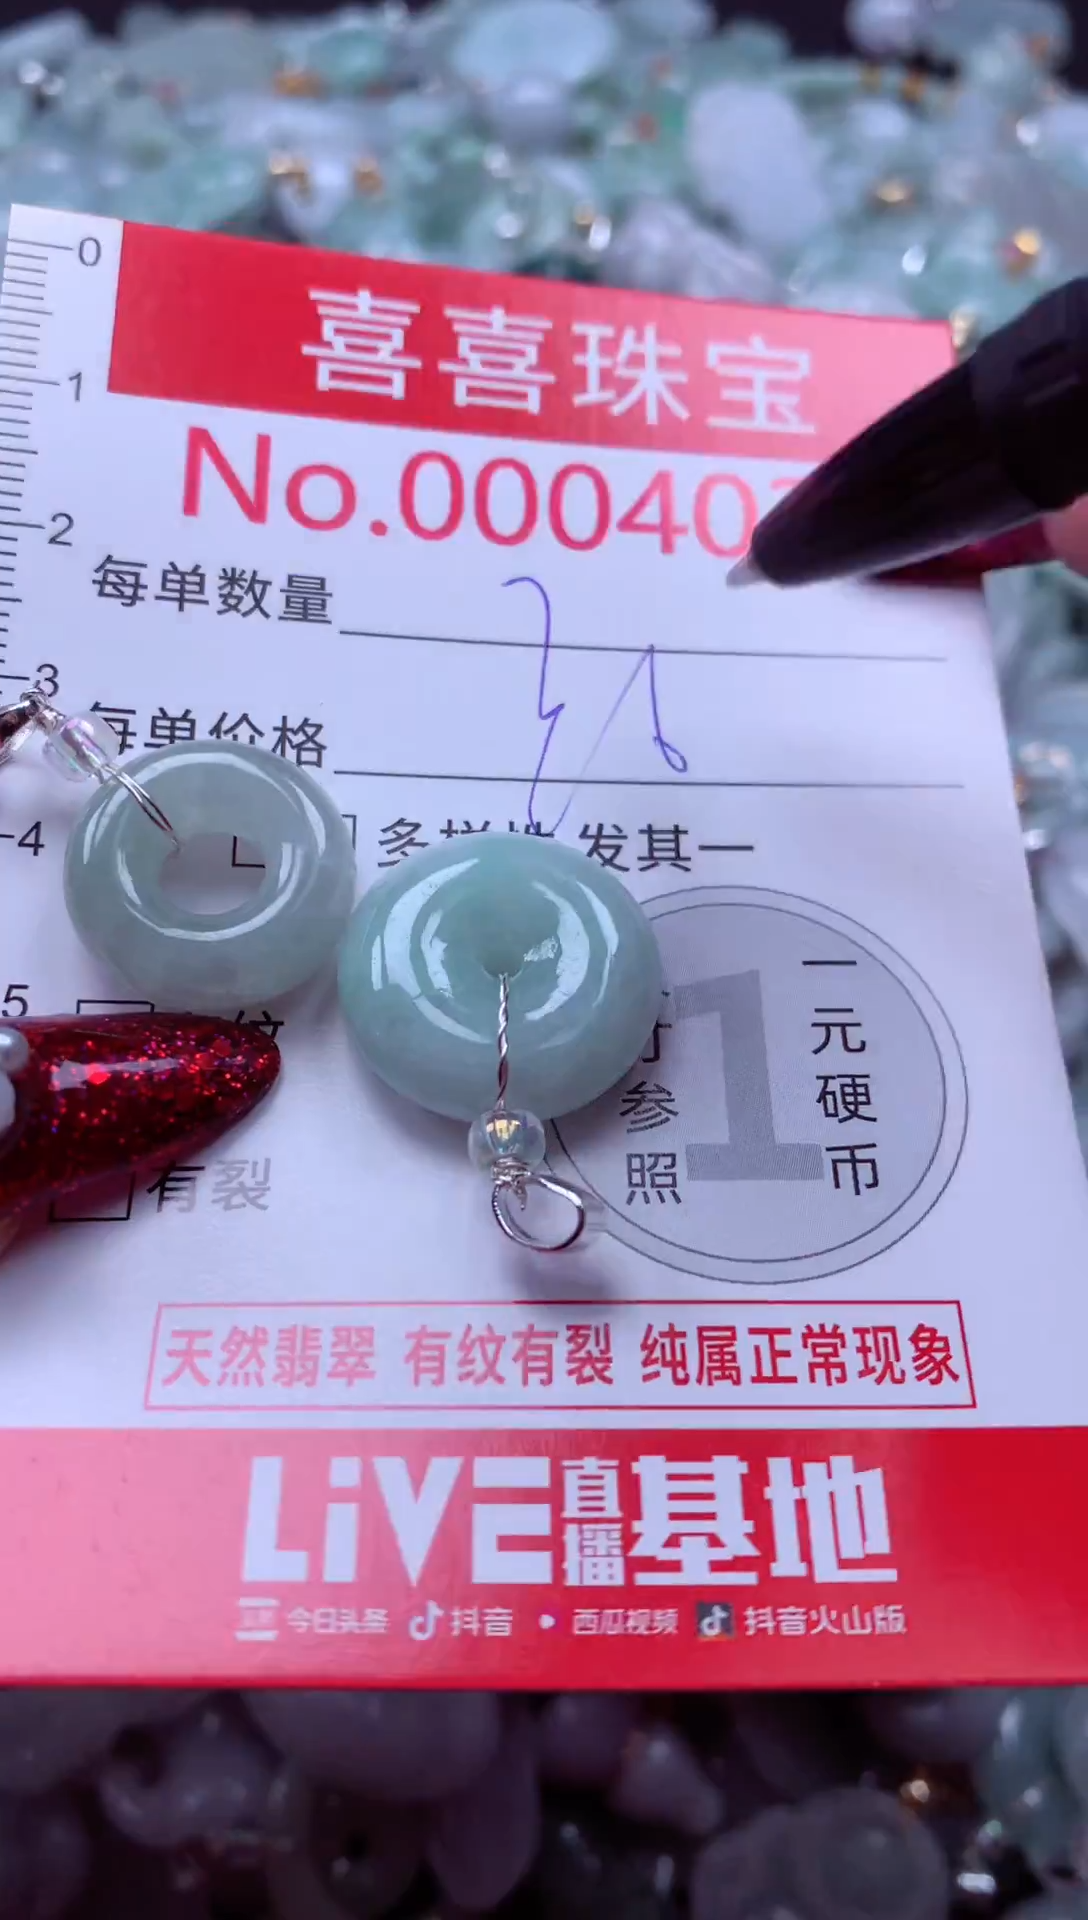 0
喜喜珠宝
1
No.00040
2
每单数量
3
每单价格
4
发其一
5
一元硬币
参照
有裂
天然翡翠 有纹有裂 纯属正常现象
LiVE直播基地
今日头条 抖音 • 西瓜视频 抖音火山版